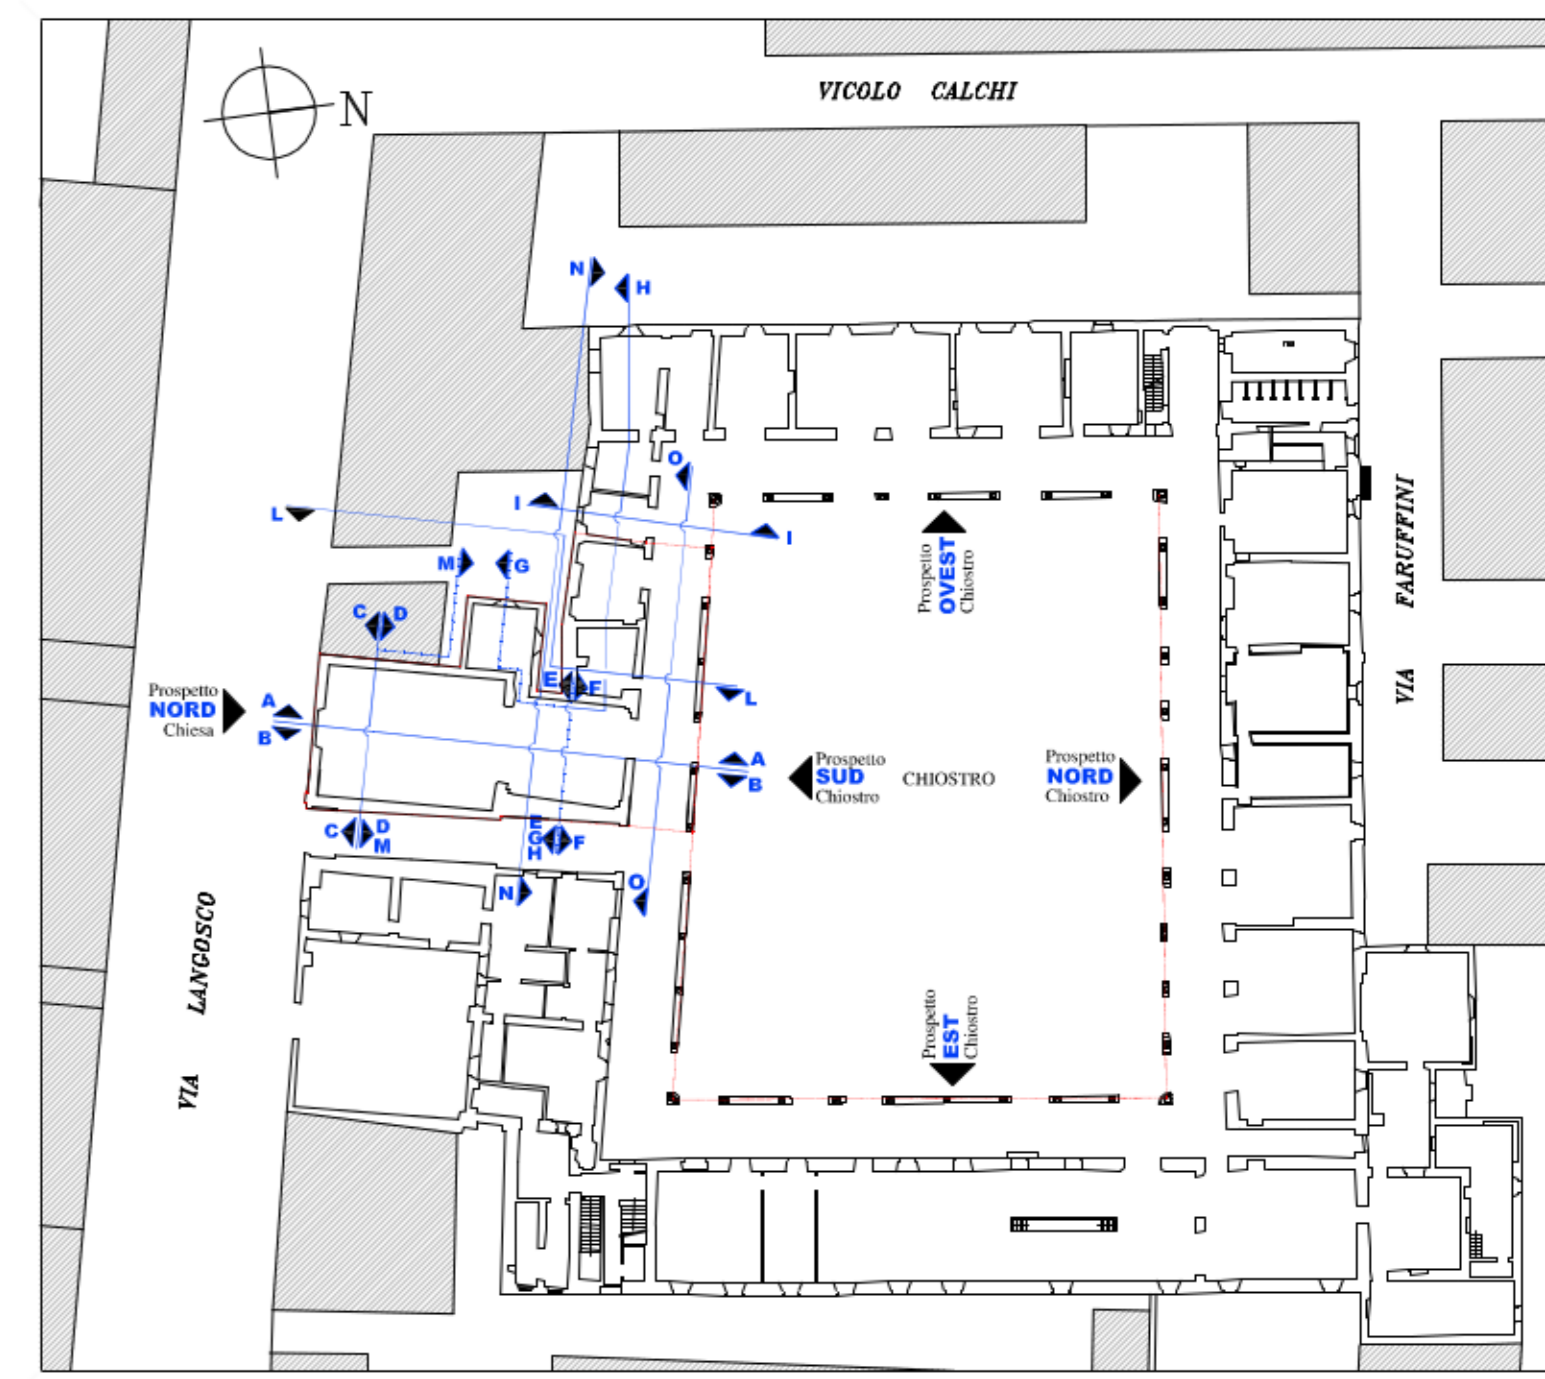 VICOLO CALCHI
N
N
H
O
L
I
I
M
G
C
D
E
F
L
Prospetto
OVEST
Chiostro
VIA FARUFFINI
Prospetto
NORD
Chiesa
A
B
A
B
Prospetto
SUD
Chiostro
CHIOSTRO
Prospetto
NORD
Chiostro
C
D
M
E
G
H
F
N
O
VIA LANGOSCO
Prospetto
EST
Chiostro